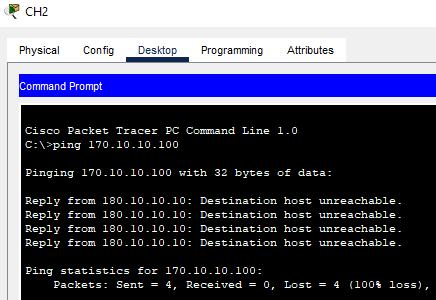 CH2
Physical Config Desktop Programming Attributes
Command Prompt
Cisco Packet Tracer PC Command Line 1.0
C:\>ping 170.10.10.100
Pinging 170.10.10.100 with 32 bytes of data:
Reply from 180.10.10.10: Destination host unreachable.
Reply from 180.10.10.10: Destination host unreachable.
Reply from 180.10.10.10: Destination host unreachable.
Reply from 180.10.10.10: Destination host unreachable.
Ping statistics for 170.10.10.100:
Packets: Sent = 4, Received = 0, Lost = 4 (100% loss),